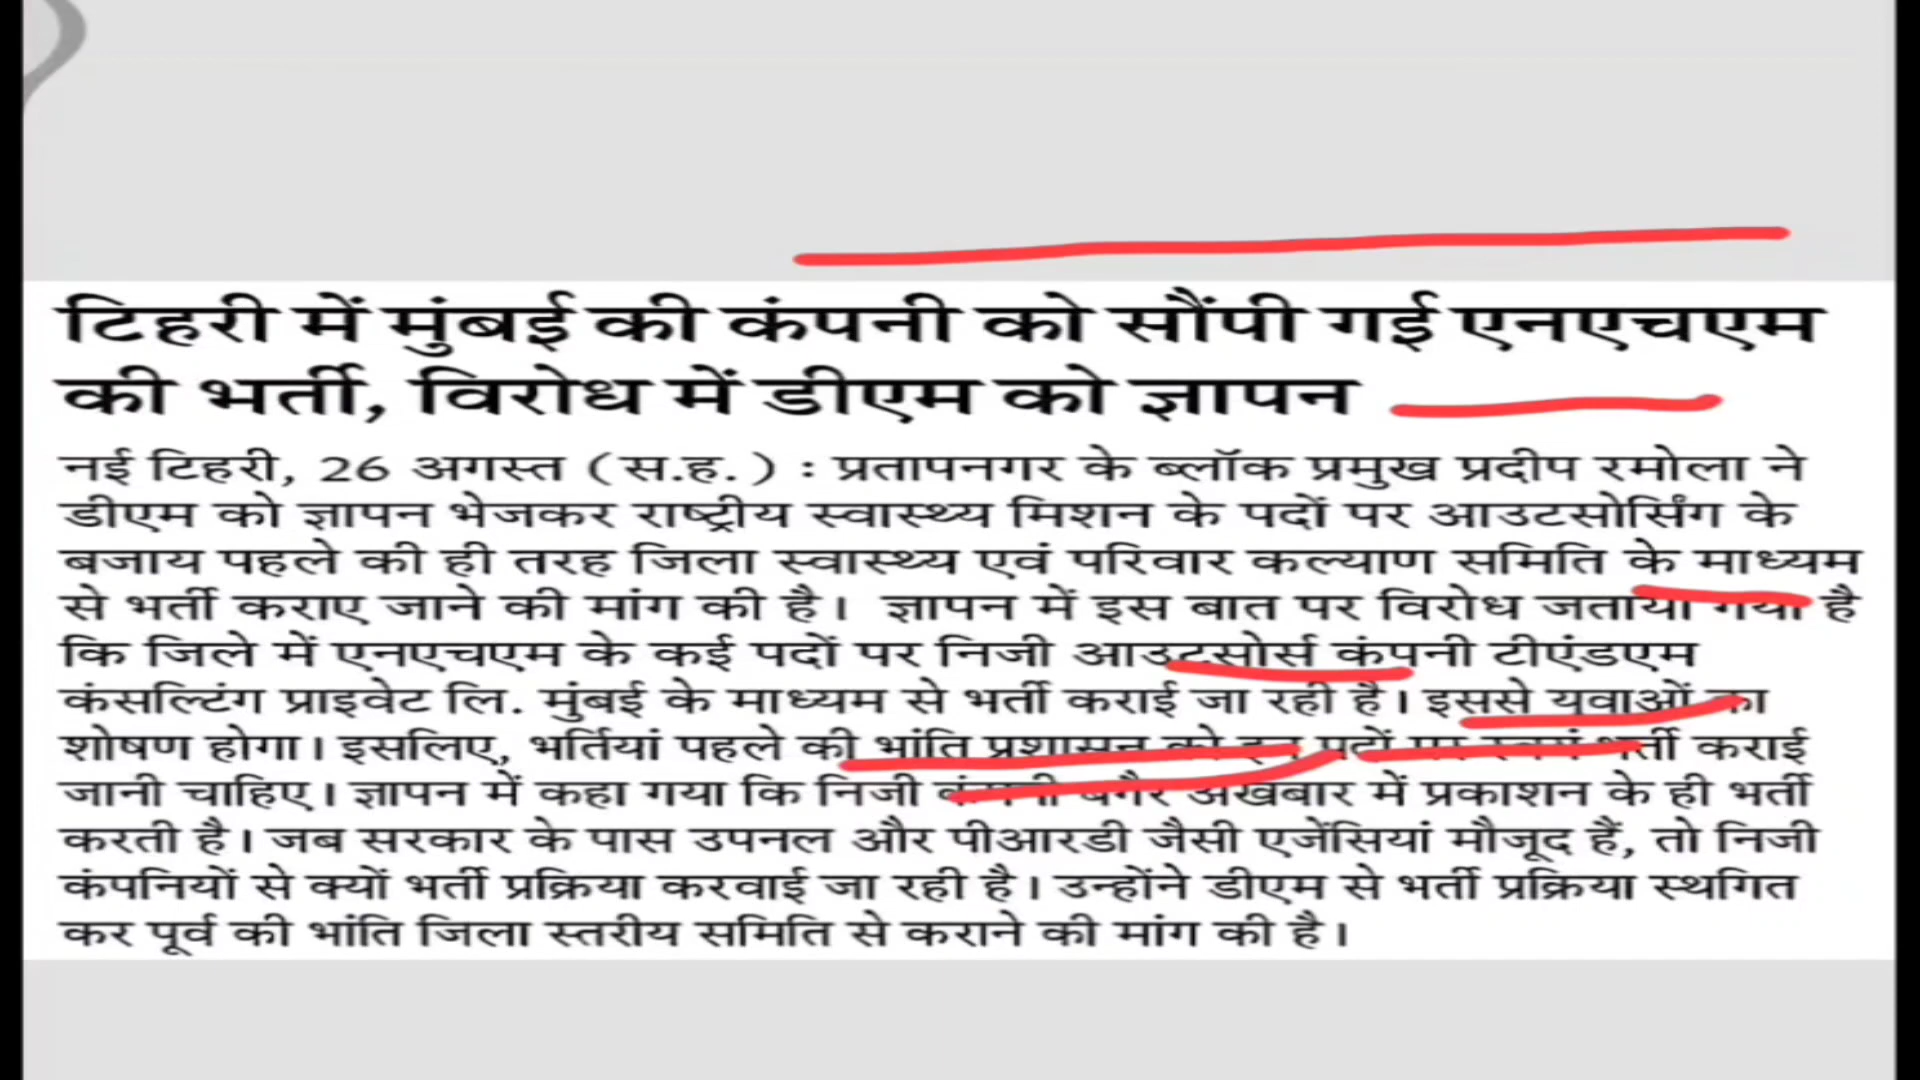 टिहरी में मुंबई की कंपनी को सौंपी गई एनएचएम
की भर्ती, विरोध में डीएम को ज्ञापन
नई टिहरी, 26 अगस्त (स.ह.) : प्रतापनगर के ब्लॉक प्रमुख प्रदीप रमोला ने
डीएम को ज्ञापन भेजकर राष्ट्रीय स्वास्थ्य मिशन के पदों पर आउटसोर्सिंग के
बजाय पहले की ही तरह जिला स्वास्थ्य एवं परिवार कल्याण समिति के माध्यम
से भर्ती कराए जाने की मांग की है। ज्ञापन में इस बात पर विरोध जताया गया है
कि जिले में एनएचएम के कई पदों पर निजी आउटसोर्स कंपनी टीएंडएम
कंसल्टिंग प्राइवेट लि. मुंबई के माध्यम से भर्ती कराई जा रही है। इससे युवाओं का
शोषण होगा। इसलिए, भर्तियां पहले की भांति प्रशासन को इन पदों पर स्वयं भर्ती कराई
जानी चाहिए। ज्ञापन में कहा गया कि निजी कंपनी बगैर अखबार में प्रकाशन के ही भर्ती
करती है। जब सरकार के पास उपनल और पीआरडी जैसी एजेंसियां मौजूद हैं, तो निजी
कंपनियों से क्यों भर्ती प्रक्रिया करवाई जा रही है। उन्होंने डीएम से भर्ती प्रक्रिया स्थगित
कर पूर्व की भांति जिला स्तरीय समिति से कराने की मांग की है।